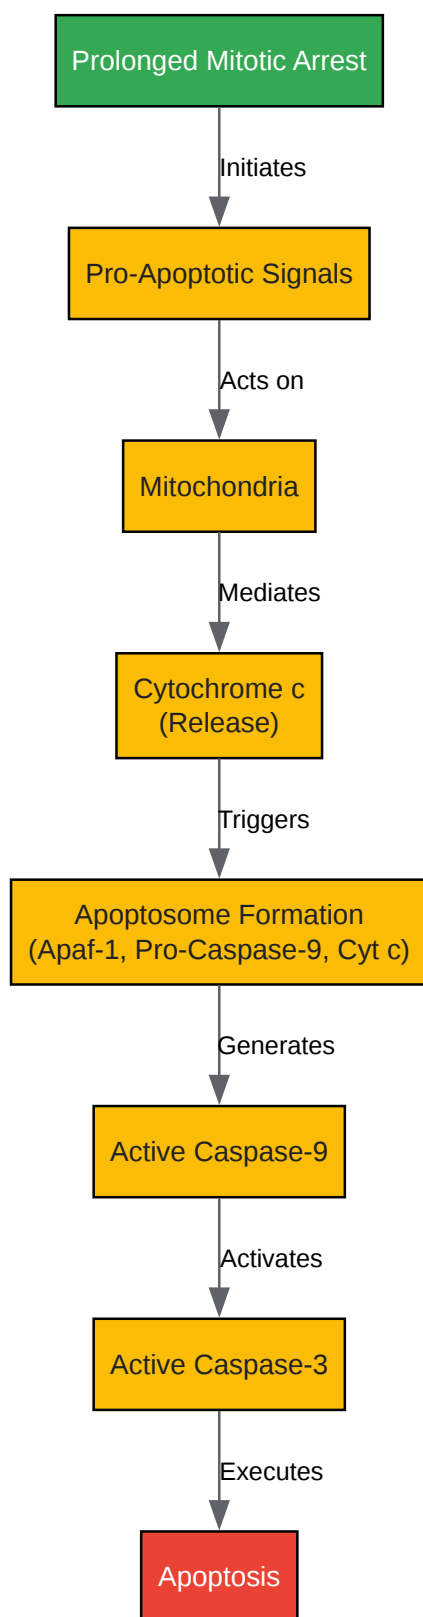 Prolonged Mitotic Arrest
Initiates
Pro-Apoptotic Signals
Acts on
Mitochondria
Mediates
Cytochrome c
(Release)
Triggers
Apoptosome Formation
(Apaf-1, Pro-Caspase-9, Cyt c)
Generates
Active Caspase-9
Activates
Active Caspase-3
Executes
Apoptosis